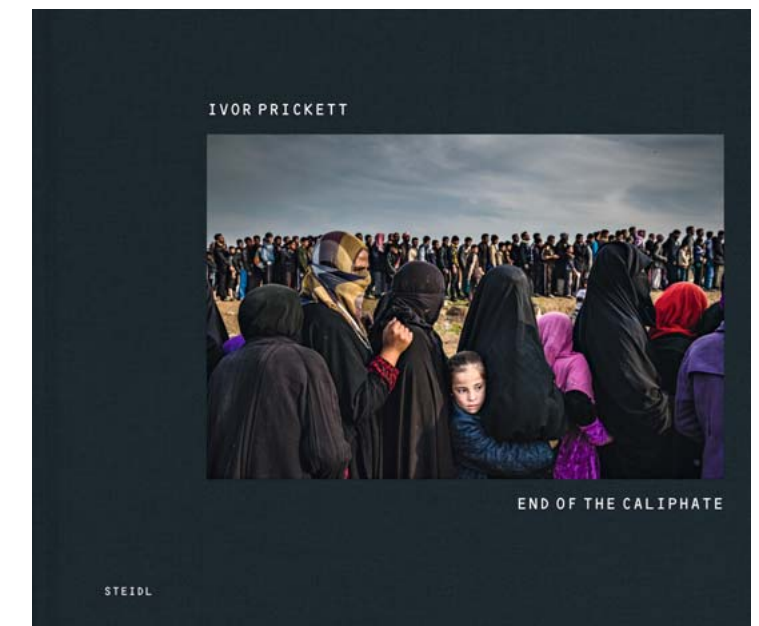 IVOR PRICKETT
END OF THE CALIPHATE
STEIDL